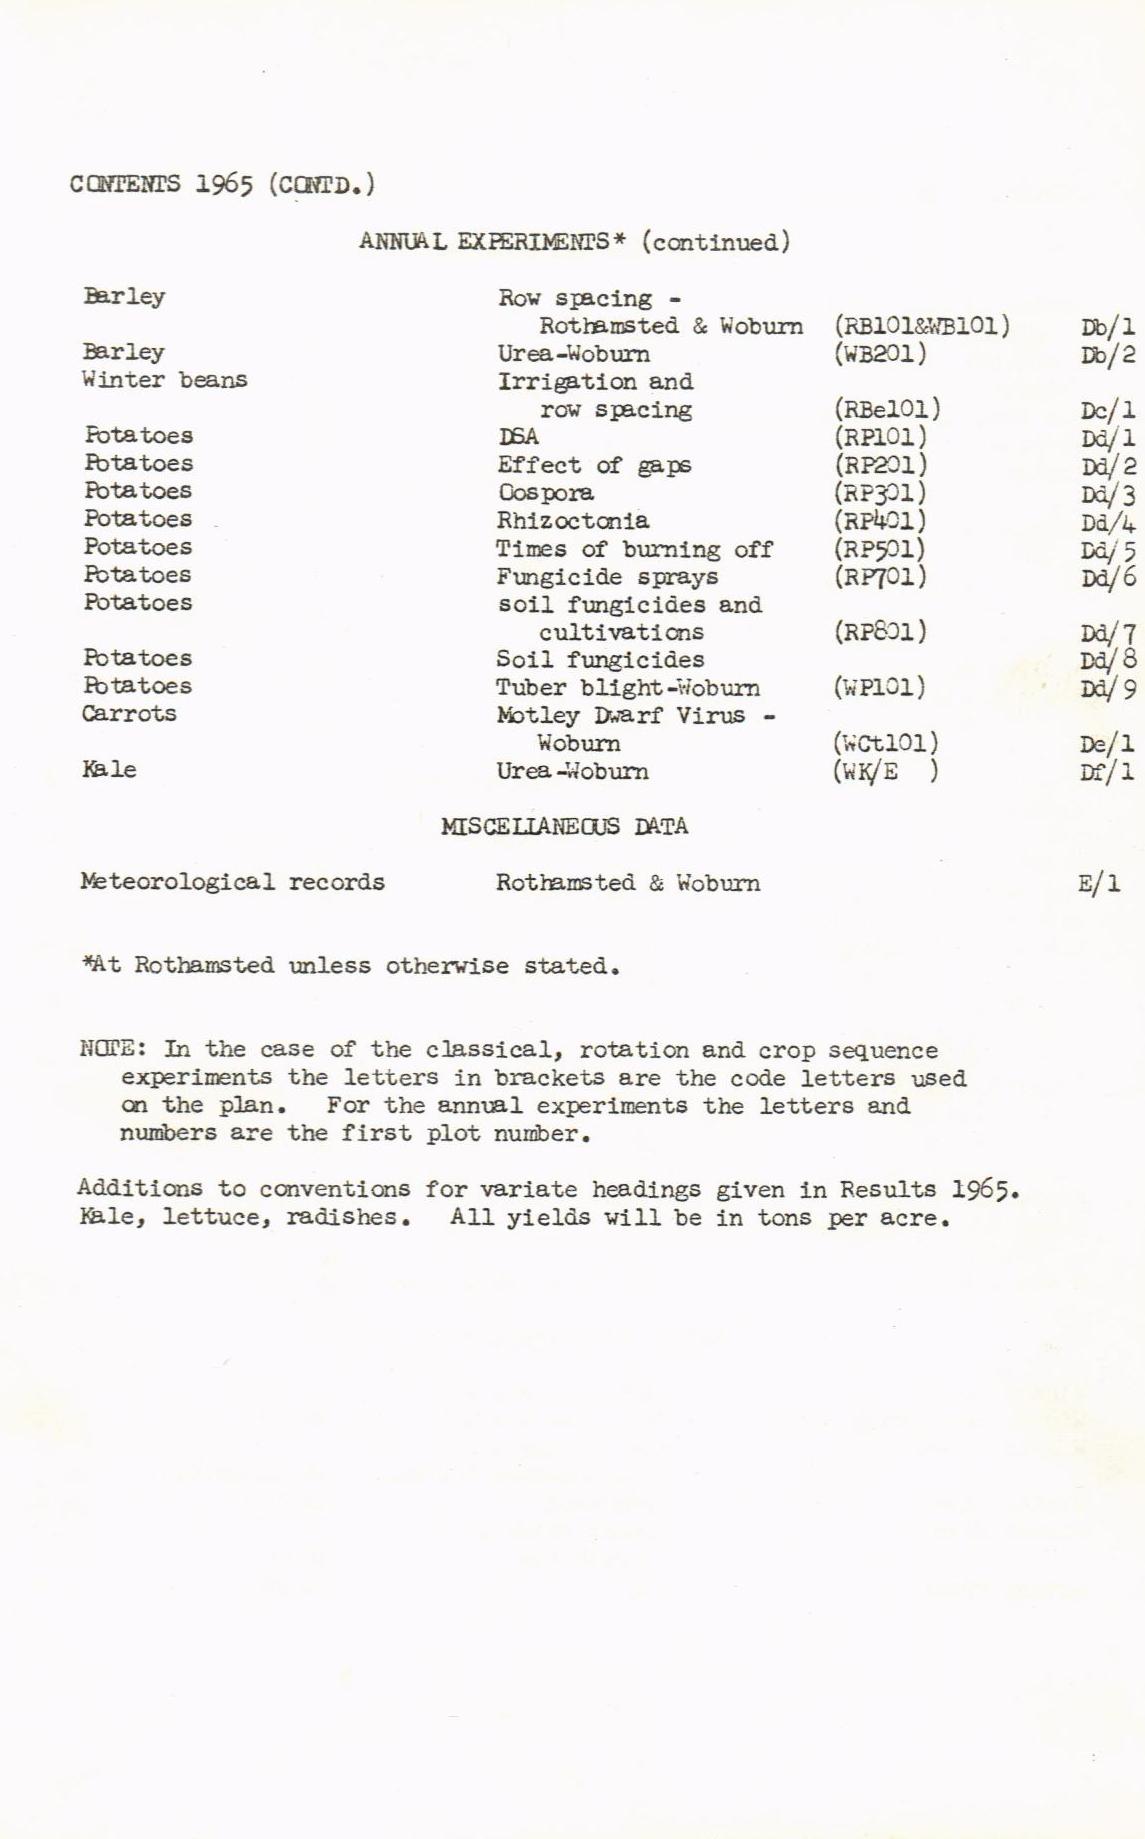 CONTENTS 1965 (CONTD.)
ANNUAL EXPERIMENTS* (continued)
Barley Row spacing -
Rothamsted & Woburn (RB101&WB101) Db/1
Barley Urea-Woburn (WB201) Db/2
Winter beans Irrigation and
row spacing (RBe101) Dc/1
Potatoes DSA (RP101) Dd/1
Potatoes Effect of gaps (RP201) Dd/2
Potatoes Oospora (RP301) Dd/3
Potatoes Rhizoctonia (RP401) Dd/4
Potatoes Times of burning off (RP501) Dd/5
Potatoes Fungicide sprays (RP701) Dd/6
Potatoes soil fungicides and
cultivations (RP801) Dd/7
Potatoes Soil fungicides Dd/8
Potatoes Tuber blight-Woburn (WP101) Dd/9
Carrots Motley Dwarf Virus -
Woburn (WCt101) De/1
Kale Urea-Woburn (WK/E ) Df/1
MISCELLANEOUS DATA
Meteorological records Rothamsted & Woburn E/1
*At Rothamsted unless otherwise stated.
NOTE: In the case of the classical, rotation and crop sequence
experiments the letters in brackets are the code letters used
on the plan. For the annual experiments the letters and
numbers are the first plot number.
Additions to conventions for variate headings given in Results 1965.
Kale, lettuce, radishes. All yields will be in tons per acre.